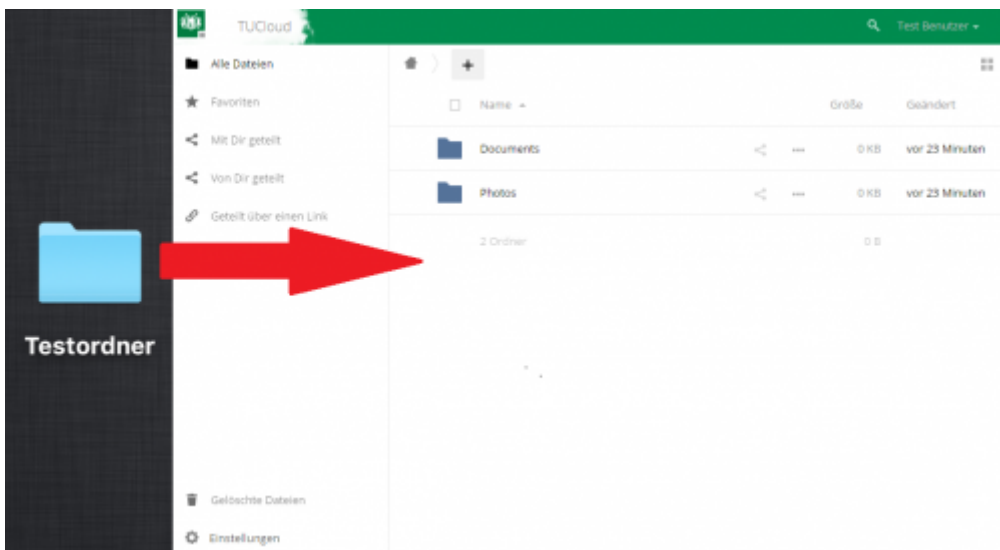 TUCloud
Test Benutzer
Alle Dateien
Favoriten
Mit Dir geteilt
Von Dir geteilt
Geteilt über einen Link
Name Größe Geändert
Documents 0 KB vor 23 Minuten
Photos 0 KB vor 23 Minuten
2 Ordner 0 B
Testordner
Gelöschte Dateien
Einstellungen